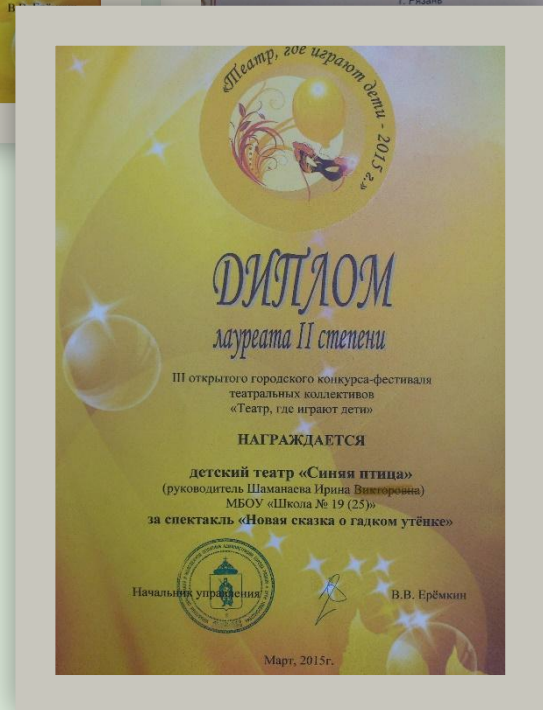 г. Рязань
«Театр, где играют дети - 2015 г.»
ДИПЛОМ
лауреата II степени
III открытого городского конкурса-фестиваля
театральных коллективов
«Театр, где играют дети»
НАГРАЖДАЕТСЯ
детский театр «Синяя птица»
(руководитель Шаманаева Ирина Викторовна)
МБОУ «Школа № 19 (25)»
за спектакль «Новая сказка о гадком утёнке»
Начальник управления
В.В. Ерёмкин
Март, 2015г.